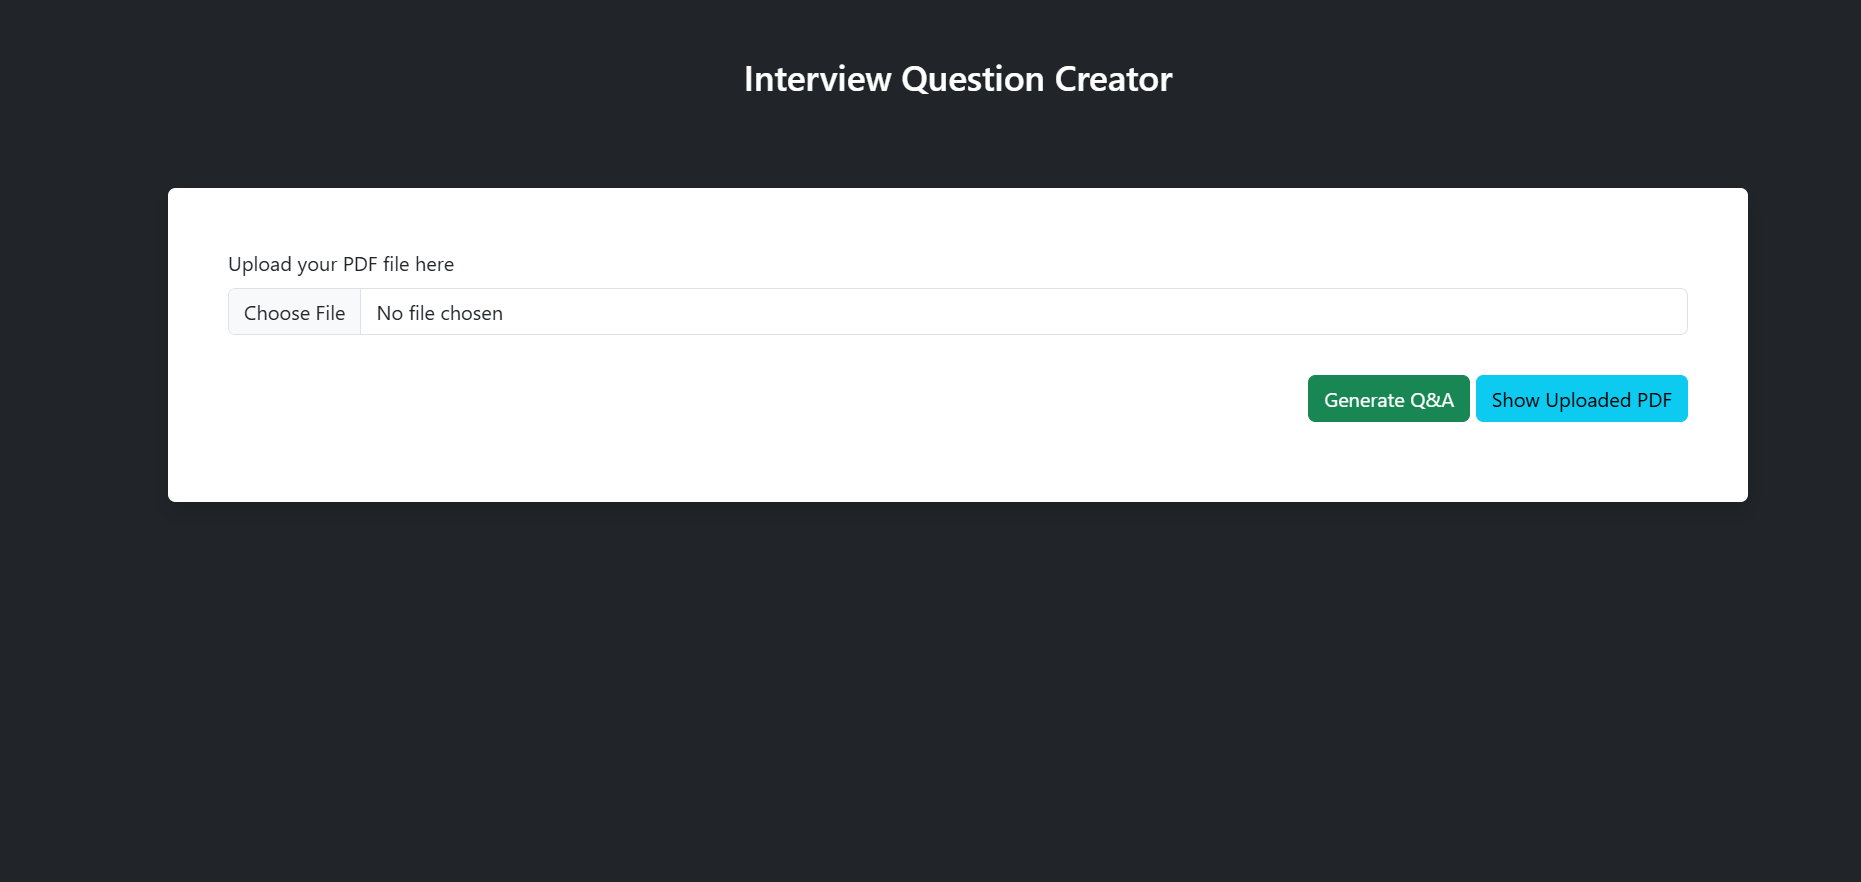 Interview Question Creator
Upload your PDF file here
Choose File No file chosen
Generate Q&A Show Uploaded PDF